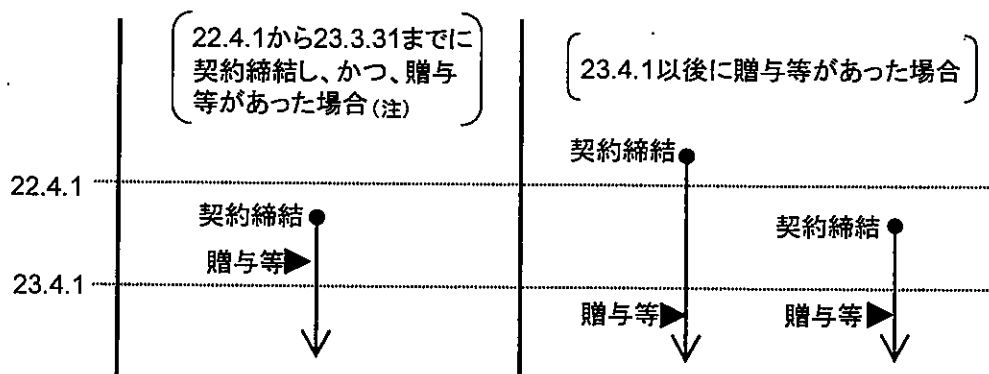 22.4.1から23.3.31までに
契約締結し、かつ、贈与
等があった場合(注)
23.4.1以後に贈与等があった場合
契約締結
22.4.1
契約締結
契約締結
贈与等
23.4.1
贈与等
贈与等